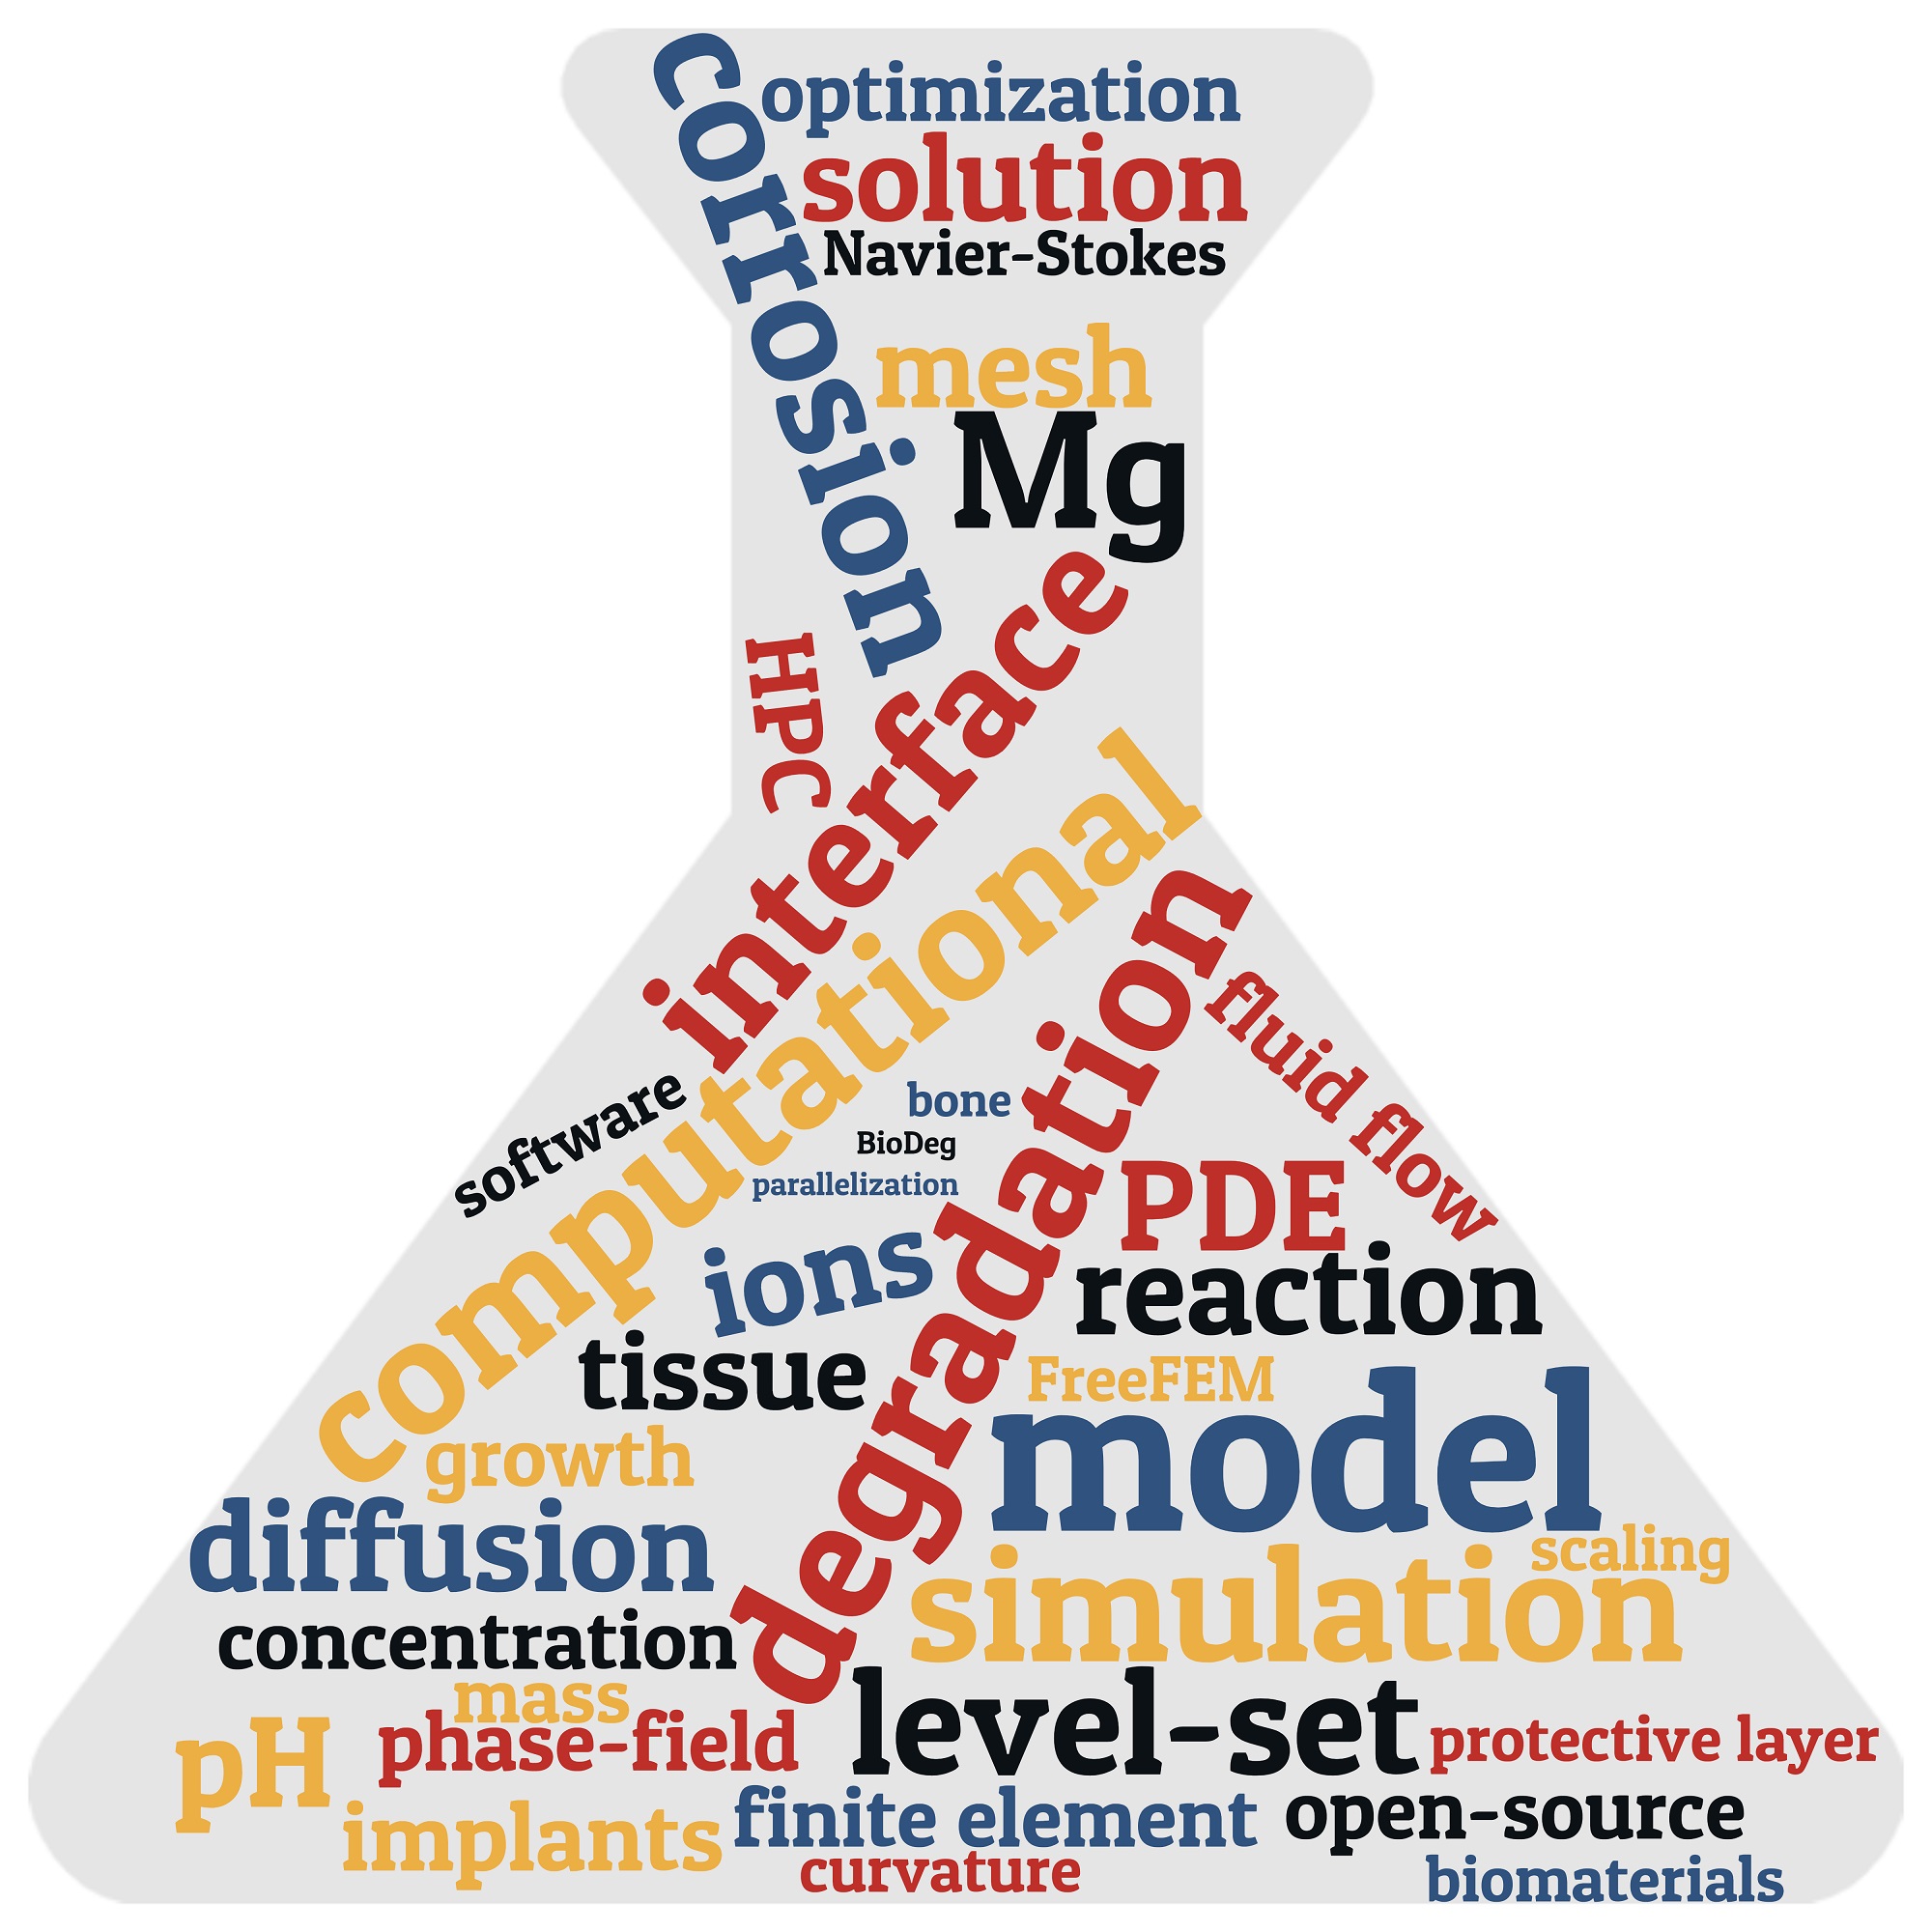 corrosion
optimization
solution
Navier-Stokes
mesh
Mg
HPC
interface
computational
degradation
fluid flow
software
bone
BioDeg
parallelization
PDE
ions
reaction
tissue
FreeFEM
model
growth
diffusion
scaling
simulation
concentration
mass
level-set
phase-field
protective layer
pH
implants
finite element
open-source
curvature
biomaterials